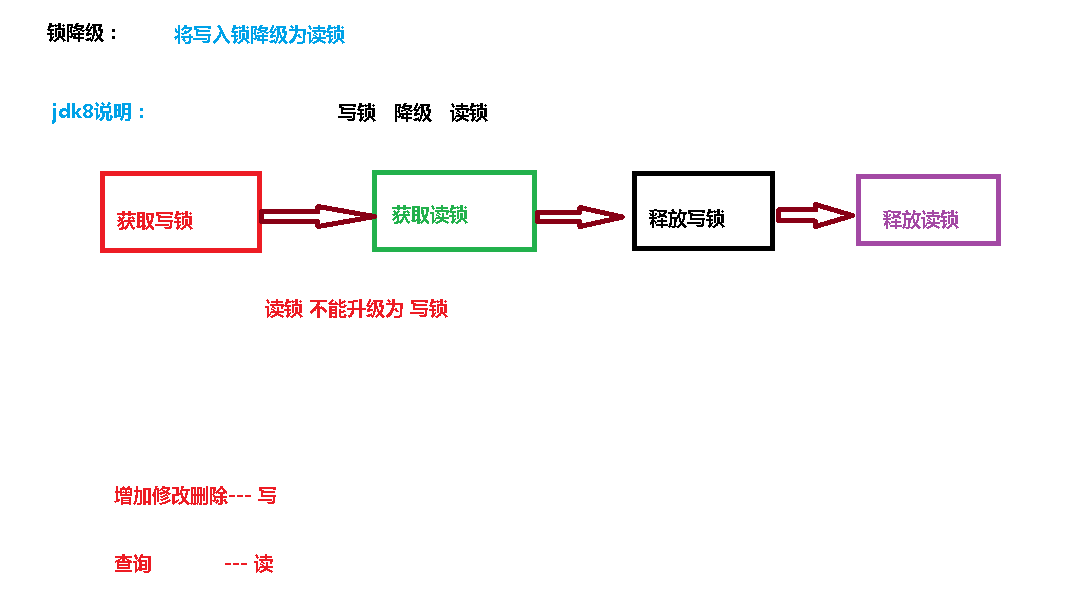 锁降级： 将写入锁降级为读锁
jdk8说明： 写锁 降级 读锁
获取写锁 获取读锁 释放写锁 释放读锁
读锁 不能升级为 写锁
增加修改删除--- 写
查询 --- 读